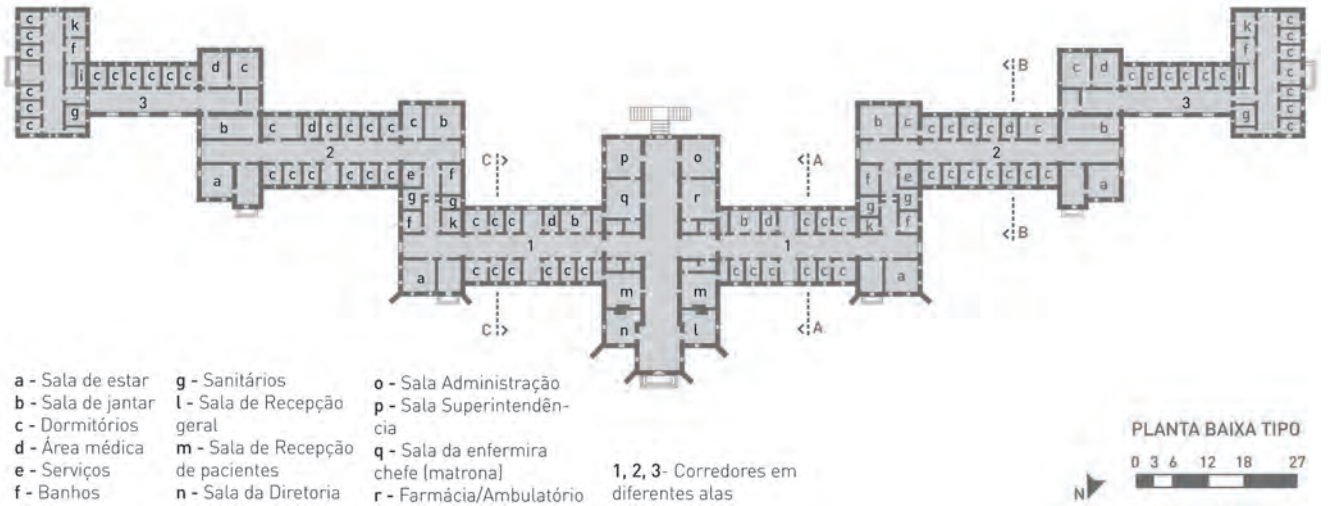 c c
k k
c c
c f f c
B
d c c d c
i c c c c c c c c c c c c i
c c
3 3
c g g c
c c
b c d c c c c c b b c c c c c d c b
2 2
C p o A
a c c c c c c e f f e c c c c c c c a
g g q r g g
f k c c c d b b d c c c k f
B
1 1
a c c c c c c c c c c c c a
m m
C n l A
a - Sala de estar
b - Sala de jantar
c - Dormitórios
d - Área médica
e - Serviços
f - Banhos
g - Sanitários
l - Sala de Recepção
geral
m - Sala de Recepção
de pacientes
n - Sala da Diretoria
o - Sala Administração
p - Sala Superintendên-
cia
q - Sala da enfermira
chefe (matrona)
r - Farmácia/Ambulatório
1, 2, 3- Corredores em
diferentes alas
PLANTA BAIXA TIPO
0 3 6 12 18 27
N